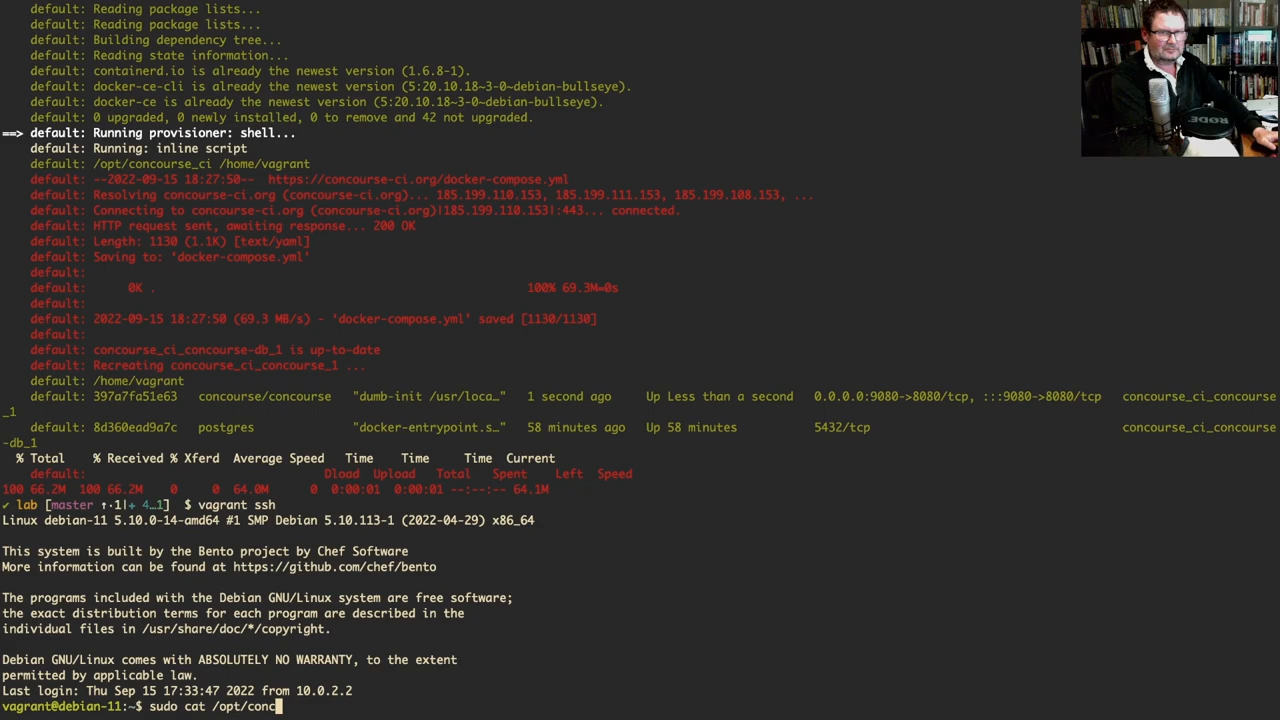 default: Reading package lists...
default: Reading package lists...
default: Building dependency tree...
default: Reading state information...
default: containerd.io is already the newest version (1.6.8-1).
default: docker-ce-cli is already the newest version (5:20.10.18~3-0~debian-bullseye).
default: docker-ce is already the newest version (5:20.10.18~3-0~debian-bullseye).
default: 0 upgraded, 0 newly installed, 0 to remove and 42 not upgraded.
==> default: Running provisioner: shell...
default: Running: inline script
default: /opt/concourse_ci /home/vagrant
default: --2022-09-15 18:27:50-- https://concourse-ci.org/docker-compose.yml
default: Resolving concourse-ci.org (concourse-ci.org)... 185.199.110.153, 185.199.111.153, 185.199.108.153, ...
default: Connecting to concourse-ci.org (concourse-ci.org)|185.199.110.153|:443... connected.
default: HTTP request sent, awaiting response... 200 OK
default: Length: 1130 (1.1K) [text/yaml]
default: Saving to: 'docker-compose.yml'
default:
default: 0K . 100% 69.3M=0s
default:
default: 2022-09-15 18:27:50 (69.3 MB/s) - 'docker-compose.yml' saved [1130/1130]
default:
default: concourse_ci_concourse-db_1 is up-to-date
default: Recreating concourse_ci_concourse_1 ...
default: /home/vagrant
default: 397a7fa51e63 concourse/concourse "dumb-init /usr/loca…" 1 second ago Up Less than a second 0.0.0.0:9080->8080/tcp, :::9080->8080/tcp concourse_ci_concourse
_1
default: 8d360ead9a7c postgres "docker-entrypoint.s…" 58 minutes ago Up 58 minutes 5432/tcp concourse_ci_concourse
-db_1
% Total % Received % Xferd Average Speed Time Time Time Current
default: Dload Upload Total Spent Left Speed
100 66.2M 100 66.2M 0 0 64.0M 0 0:00:01 0:00:01 --:--:-- 64.1M
✔ lab [master ↑·1|+ 4…1] $ vagrant ssh
Linux debian-11 5.10.0-14-amd64 #1 SMP Debian 5.10.113-1 (2022-04-29) x86_64
This system is built by the Bento project by Chef Software
More information can be found at https://github.com/chef/bento
The programs included with the Debian GNU/Linux system are free software;
the exact distribution terms for each program are described in the
individual files in /usr/share/doc/*/copyright.
Debian GNU/Linux comes with ABSOLUTELY NO WARRANTY, to the extent
permitted by applicable law.
Last login: Thu Sep 15 17:33:47 2022 from 10.0.2.2
vagrant@debian-11:~$ sudo cat /opt/conc
RODE